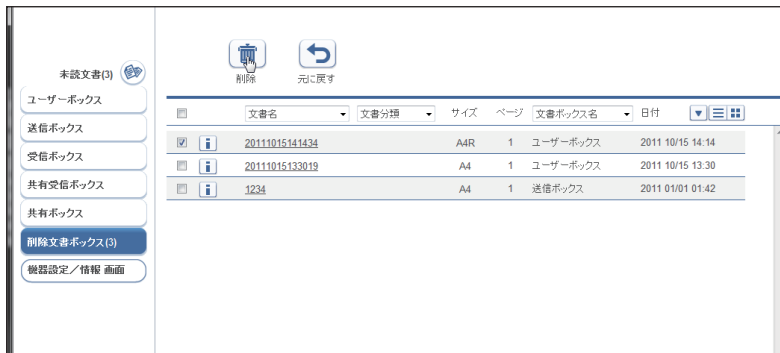 未読文書(3)
削除 元に戻す
ユーザーボックス
送信ボックス
受信ボックス
共有受信ボックス
共有ボックス
削除文書ボックス(3)
機器設定／情報 画面
文書名 文書分類 サイズ ページ 文書ボックス名 日付
20111015141434 A4R 1 ユーザーボックス 2011 10/15 14:14
20111015133019 A4 1 ユーザーボックス 2011 10/15 13:30
1234 A4 1 送信ボックス 2011 01/01 01:42